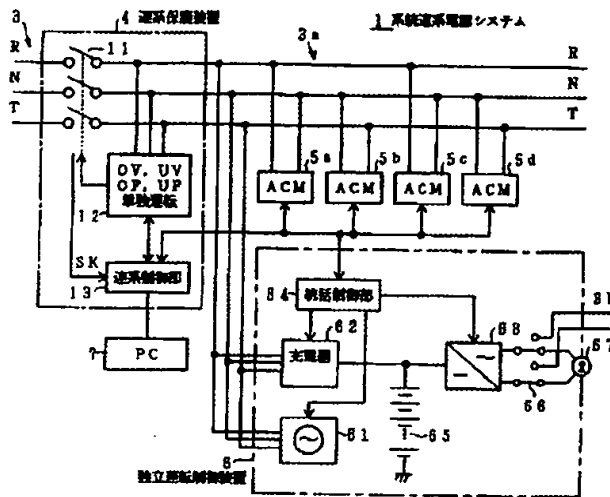 3
4 連系保護装置
1 系統連系電源システム
R
N
T
11
3a
R
N
T
OV. UV
OF. UF
単独運転
12
ACM
5a
ACM
5b
ACM
5c
ACM
5d
SK
連系制御部
13
PC
7
64
統括制御部
62
充電器
68
67
66
61
65
6
独立運転制御装置